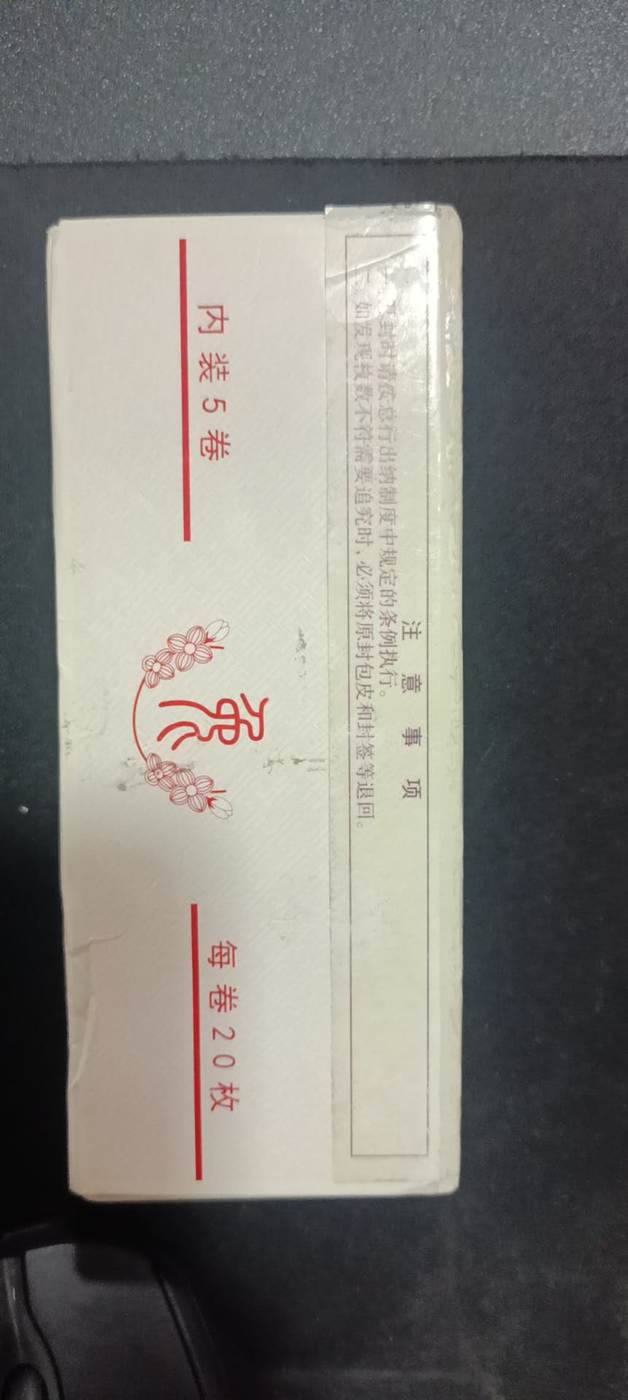 注意事项
开封时请按总行出纳制度中规定的条例执行。
二、如发现枚数不符需要追究时，必须将原封包皮和封签等退回。
内装5卷
每卷20枚